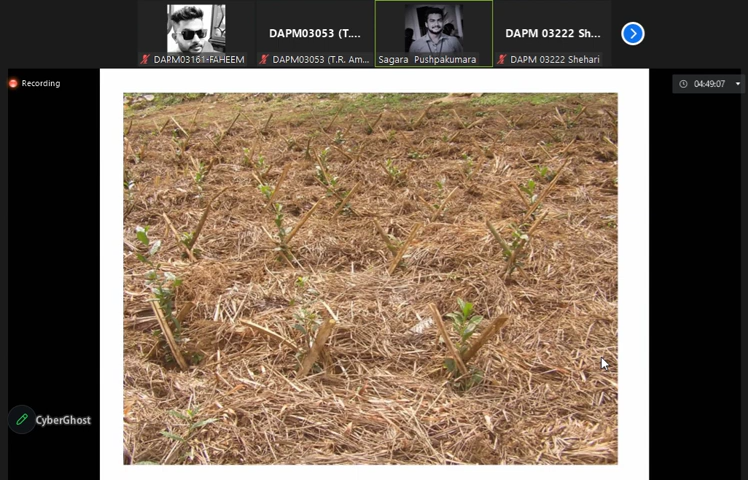 DAPM03053 (T....
DAPM 03222 Sh...
DAPM03161-FAHEEM
DAPM03053 (T.R. Am...
Sagara Pushpakumara
DAPM 03222 Shehari
Recording
04:49:07
CyberGhost